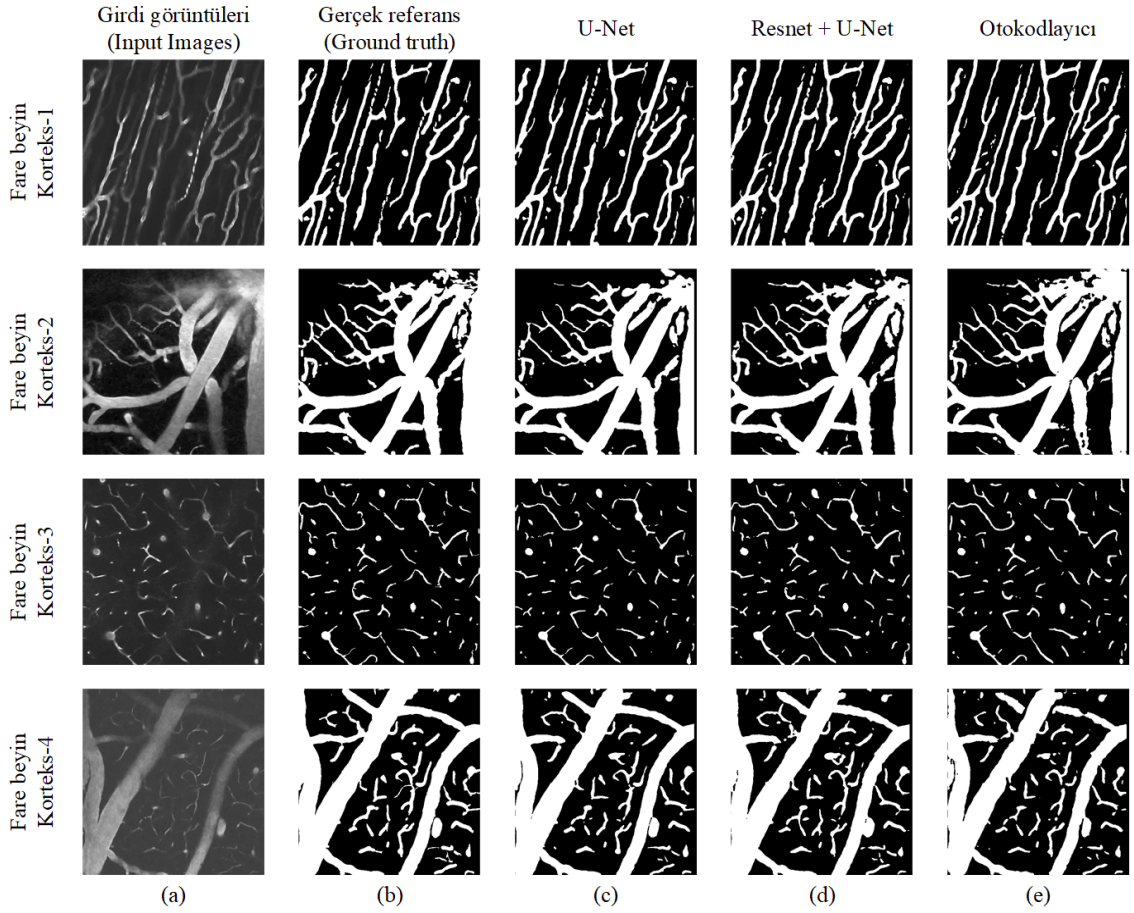 Girdi görüntüleri
(Input Images)
Gerçek referans
(Ground truth)
U-Net
Resnet + U-Net
Otokodlayıcı
Fare beyin
Korteks-1
Fare beyin
Korteks-2
Fare beyin
Korteks-3
Fare beyin
Korteks-4
(a)
(b)
(c)
(d)
(e)